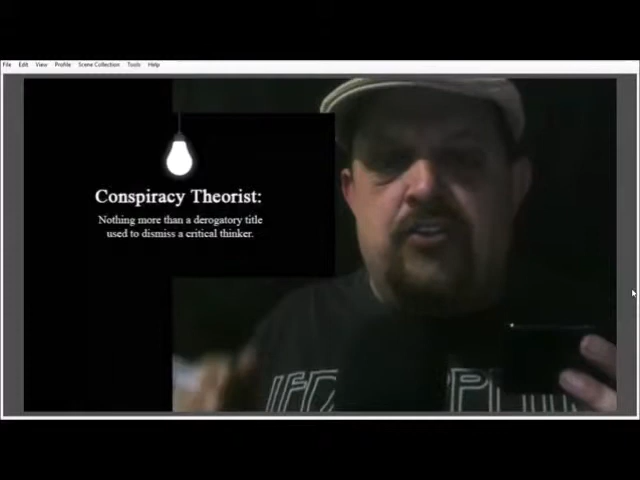 File Edit View Profile Scene Collection Tools Help
Conspiracy Theorist:
Nothing more than a derogatory title
used to dismiss a critical thinker.